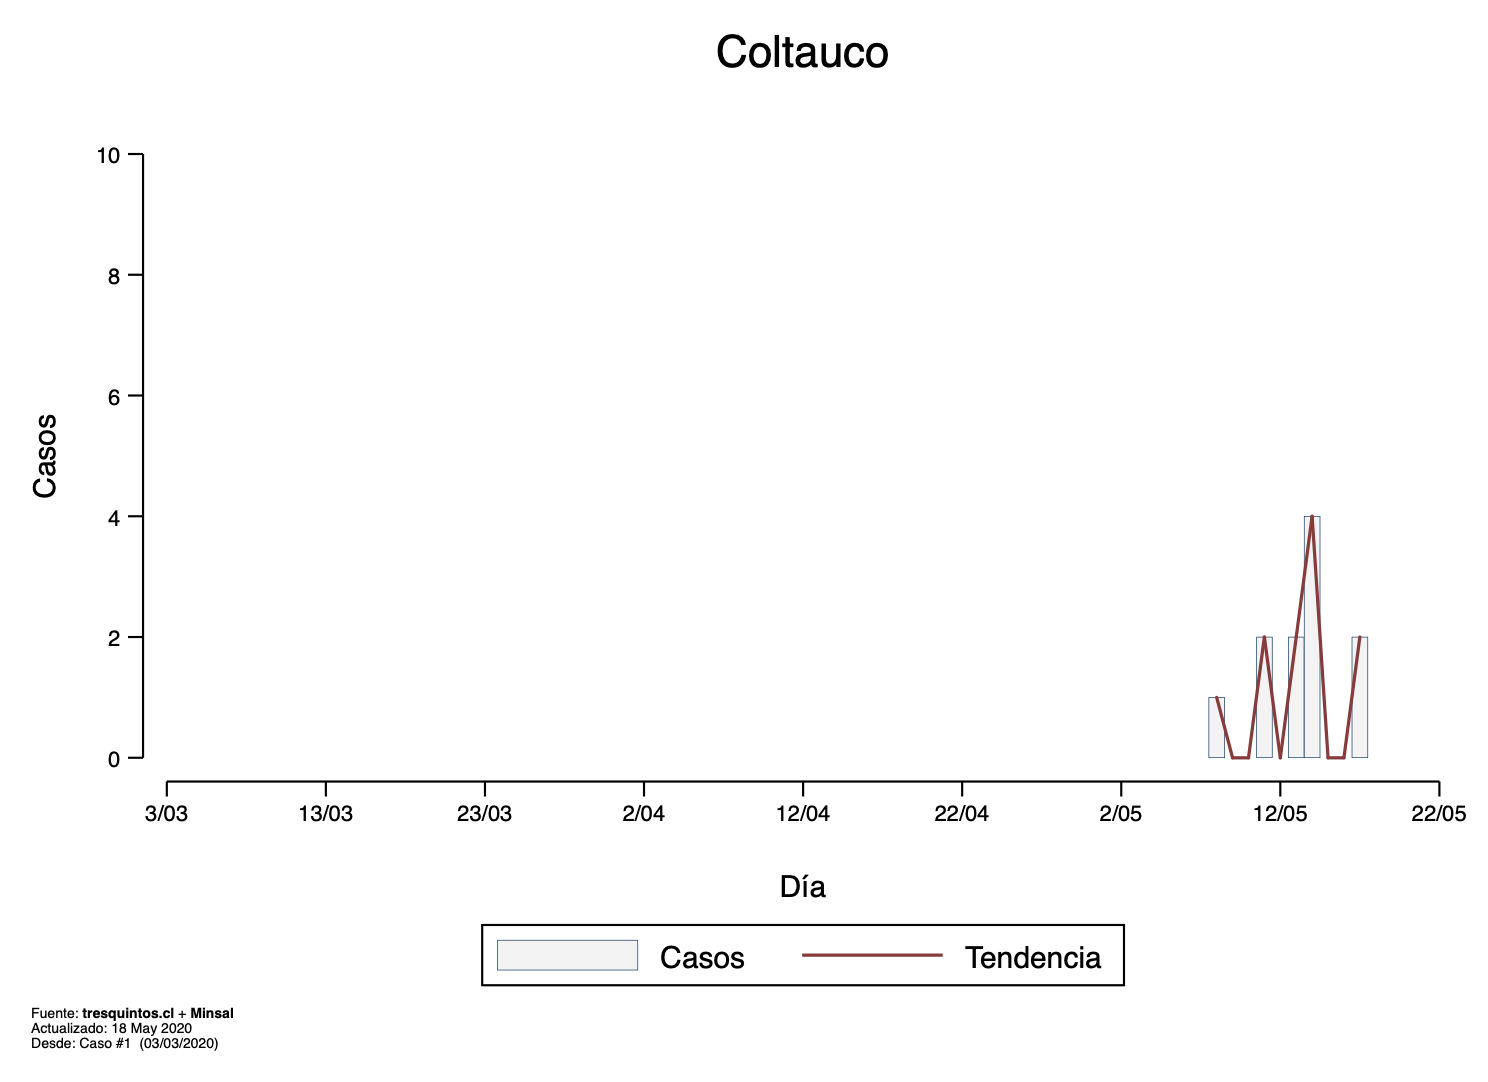 Coltauco
10
8
6
4
2
0
Casos
3/03 13/03 23/03 2/04 12/04 22/04 2/05 12/05 22/05
Día
Casos Tendencia
Fuente: tresquintos.cl + Minsal
Actualizado: 18 May 2020
Desde: Caso #1 (03/03/2020)